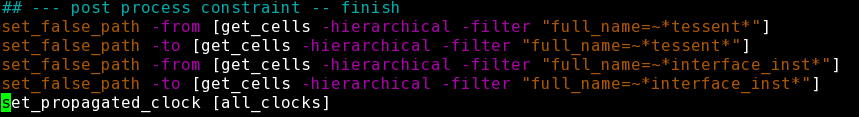 ## --- post process constraint -- finish
set_false_path -from [get_cells -hierarchical -filter "full_name=~*tessent*"]
set_false_path -to [get_cells -hierarchical -filter "full_name=~*tessent*"]
set_false_path -from [get_cells -hierarchical -filter "full_name=~*interface_inst*"]
set_false_path -to [get_cells -hierarchical -filter "full_name=~*interface_inst*"]
set_propagated_clock [all_clocks]